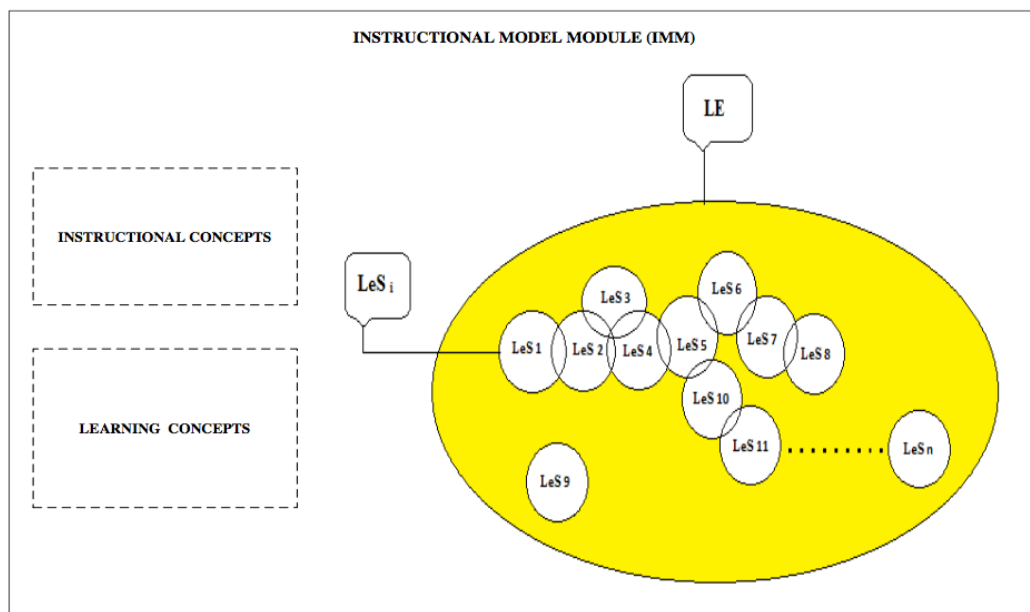 INSTRUCTIONAL MODEL MODULE (IMM)
LE
INSTRUCTIONAL CONCEPTS
LeS i
LeS 3
LeS 6
LeS 1
LeS 2
LeS 4
LeS 5
LeS 7
LeS 8
LeS 10
LEARNING CONCEPTS
LeS 11
LeS n
LeS 9